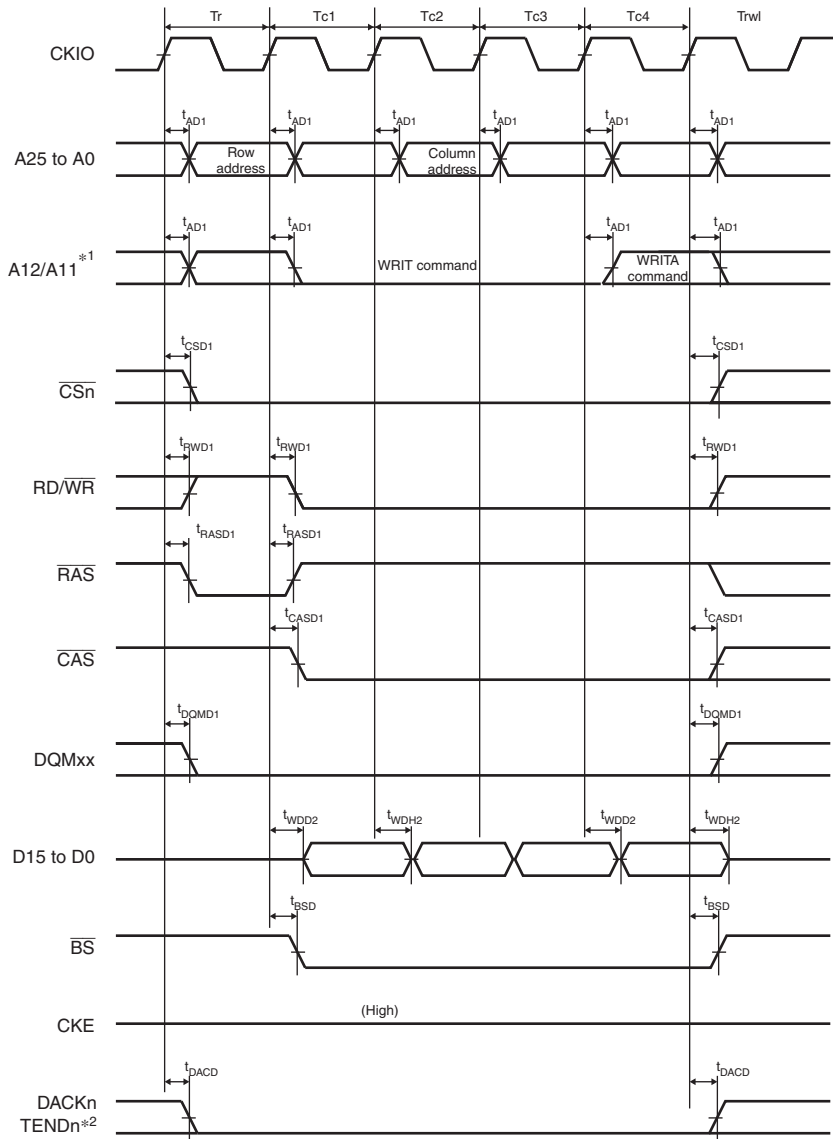 Tr Tc1 Tc2 Tc3 Tc4 Trwl
CKIO
tAD1 tAD1 tAD1 tAD1 tAD1 tAD1
A25 to A0
Row address
Column address
tAD1 tAD1 tAD1 tAD1
A12/A11*1
WRIT command
WRITA command
tCSD1 tCSD1
CSn
tRWD1 tRWD1 tRWD1
RD/WR
tRASD1 tRASD1
RAS
tCASD1 tCASD1
CAS
tDQMD1 tDQMD1
DQMxx
tWDD2 tWDH2 tWDD2 tWDH2
D15 to D0
tBSD tBSD
BS
(High)
CKE
tDACD tDACD
DACKn
TENDn*2